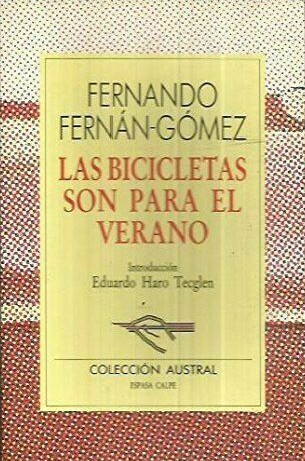 FERNANDO
FERNÁN-GÓMEZ
LAS BICICLETAS
SON PARA EL
VERANO
Introducción
Eduardo Haro Tecglen
COLECCIÓN AUSTRAL
ESPASA CALPE